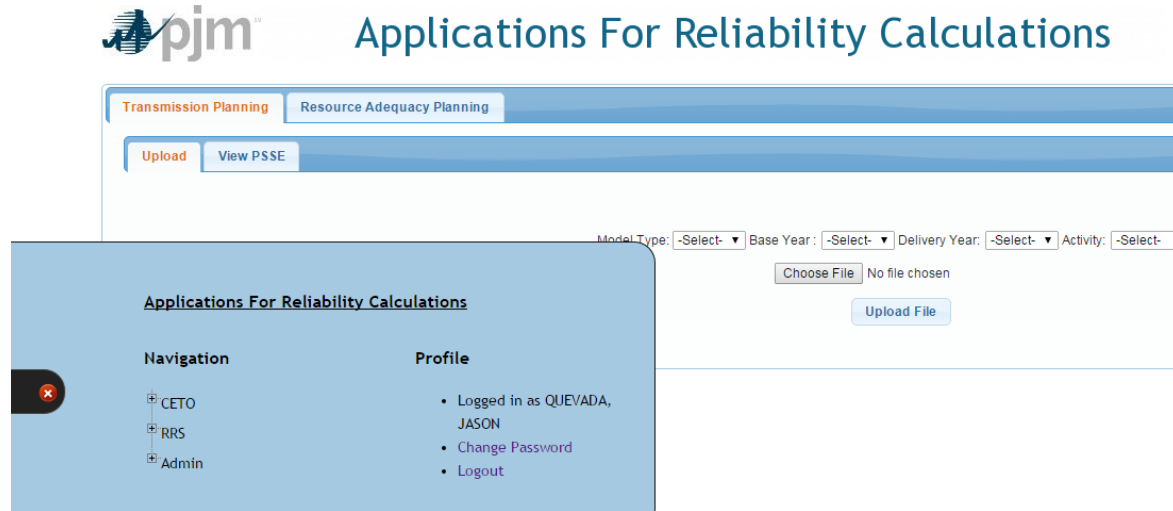 pjm
Applications For Reliability Calculations
Transmission Planning Resource Adequacy Planning
Upload View PSSE
Model Type: -Select- Base Year : -Select- Delivery Year: -Select- Activity: -Select-
Choose File No file chosen
Upload File
Applications For Reliability Calculations
Navigation Profile
CETO
RRS
Admin
Logged in as QUEVADA,
JASON
Change Password
Logout